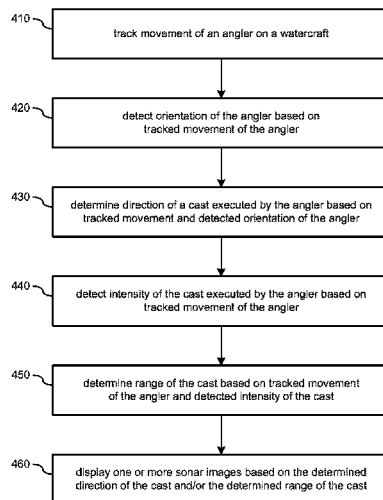 410
track movement of an angler on a watercraft
420
detect orientation of the angler based on
tracked movement of the angler
430
determine direction of a cast executed by the angler based on
tracked movement and detected orientation of the angler
440
detect intensity of the cast executed by the angler based on
tracked movement of the angler
450
determine range of the cast based on tracked movement
of the angler and detected intensity of the cast
460
display one or more sonar images based on the determined
direction of the cast and/or the determined range of the cast